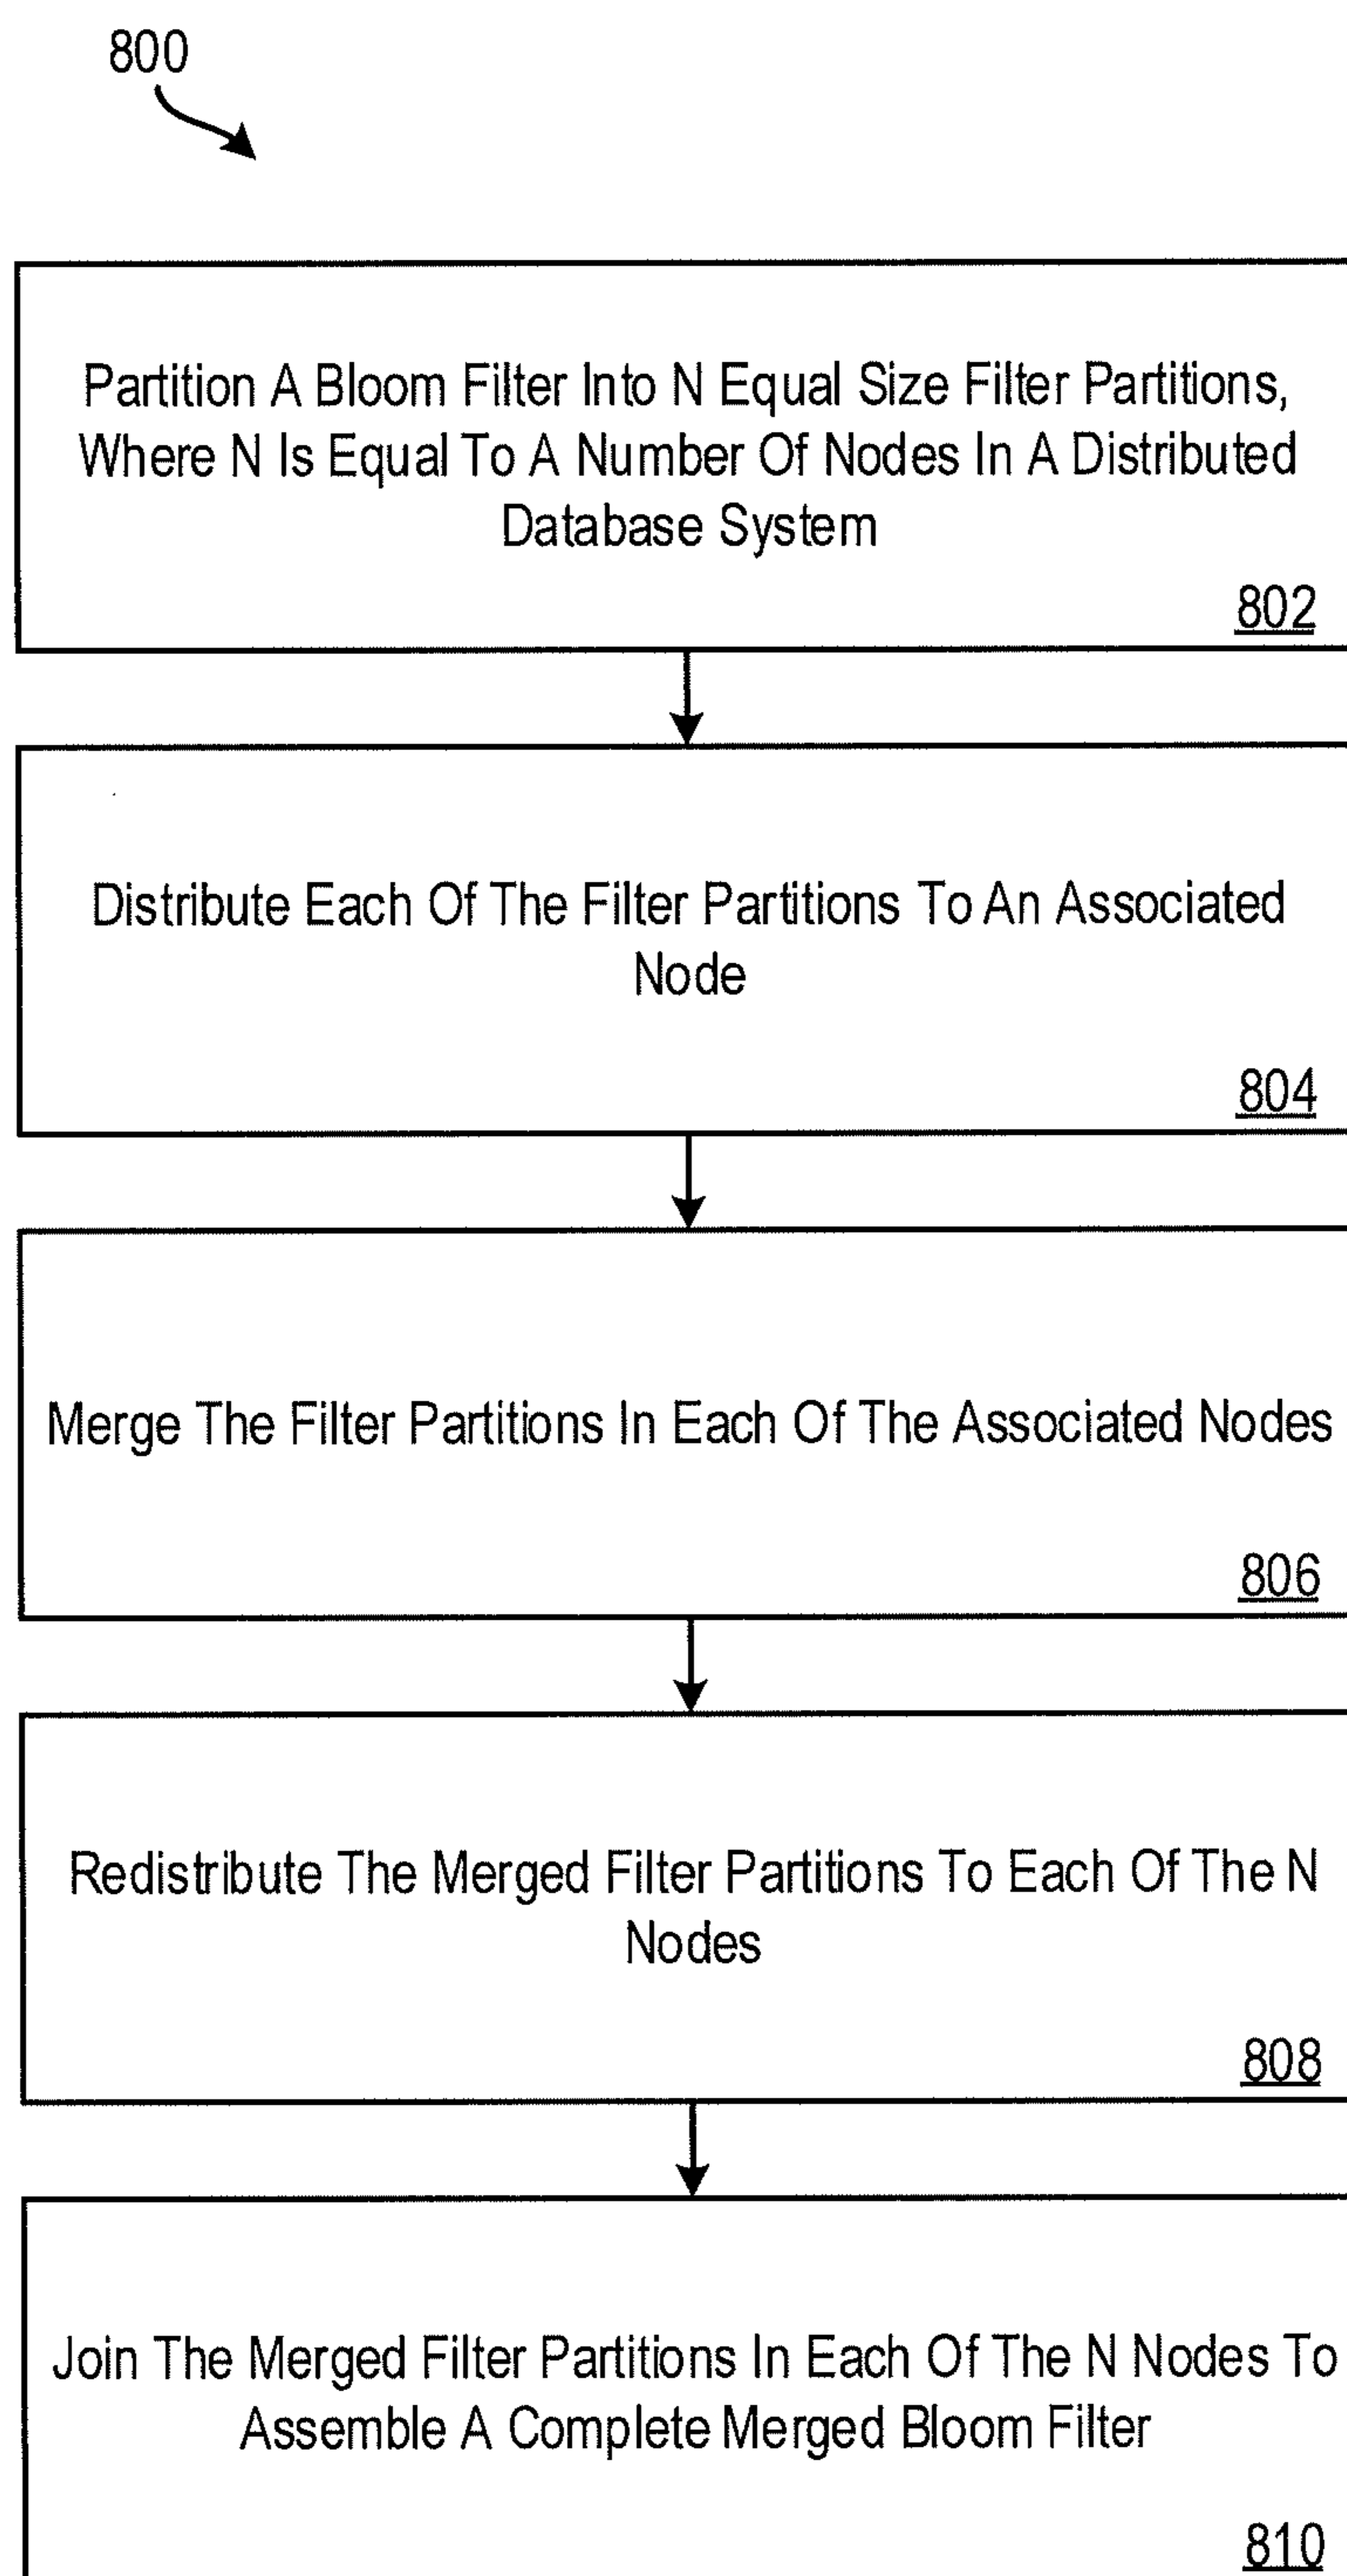 800
Partition A Bloom Filter Into N Equal Size Filter Partitions,
Where N Is Equal To A Number Of Nodes In A Distributed
Database System
802
Distribute Each Of The Filter Partitions To An Associated
Node
804
Merge The Filter Partitions In Each Of The Associated Nodes
806
Redistribute The Merged Filter Partitions To Each Of The N
Nodes
808
Join The Merged Filter Partitions In Each Of The N Nodes To
Assemble A Complete Merged Bloom Filter
810